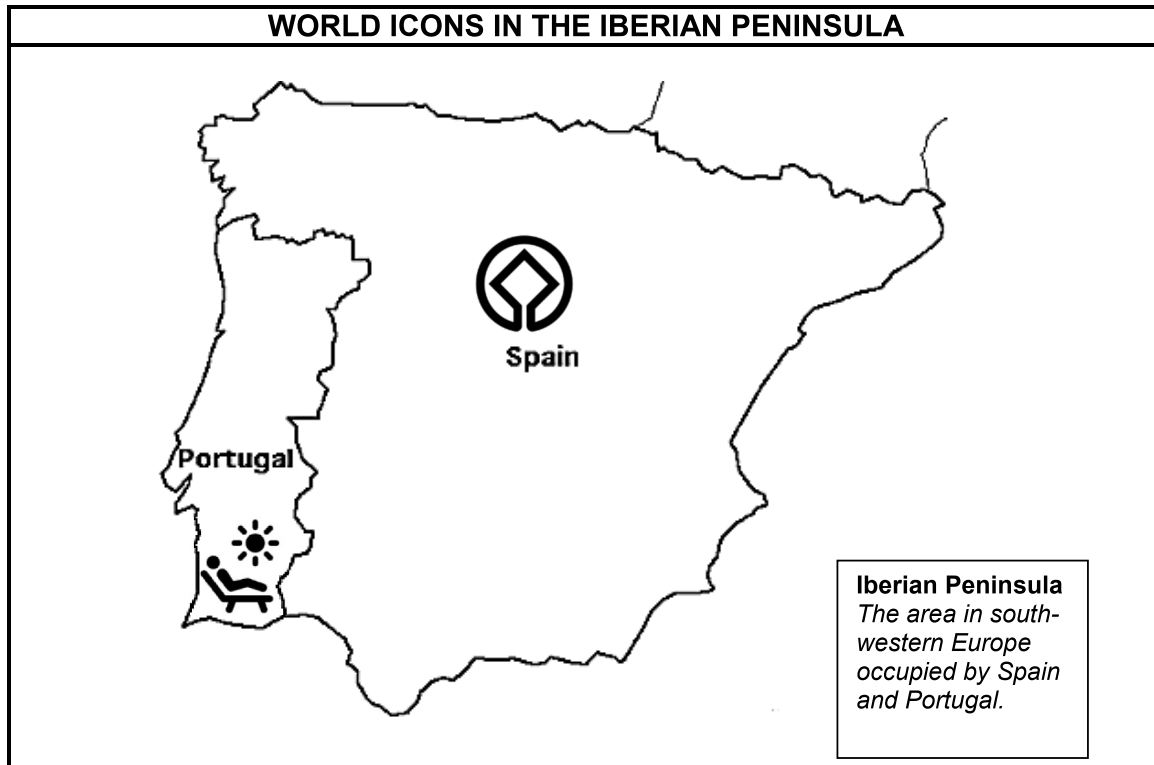 WORLD ICONS IN THE IBERIAN PENINSULA
Spain
Portugal
Iberian Peninsula
The area in south-
western Europe
occupied by Spain
and Portugal.